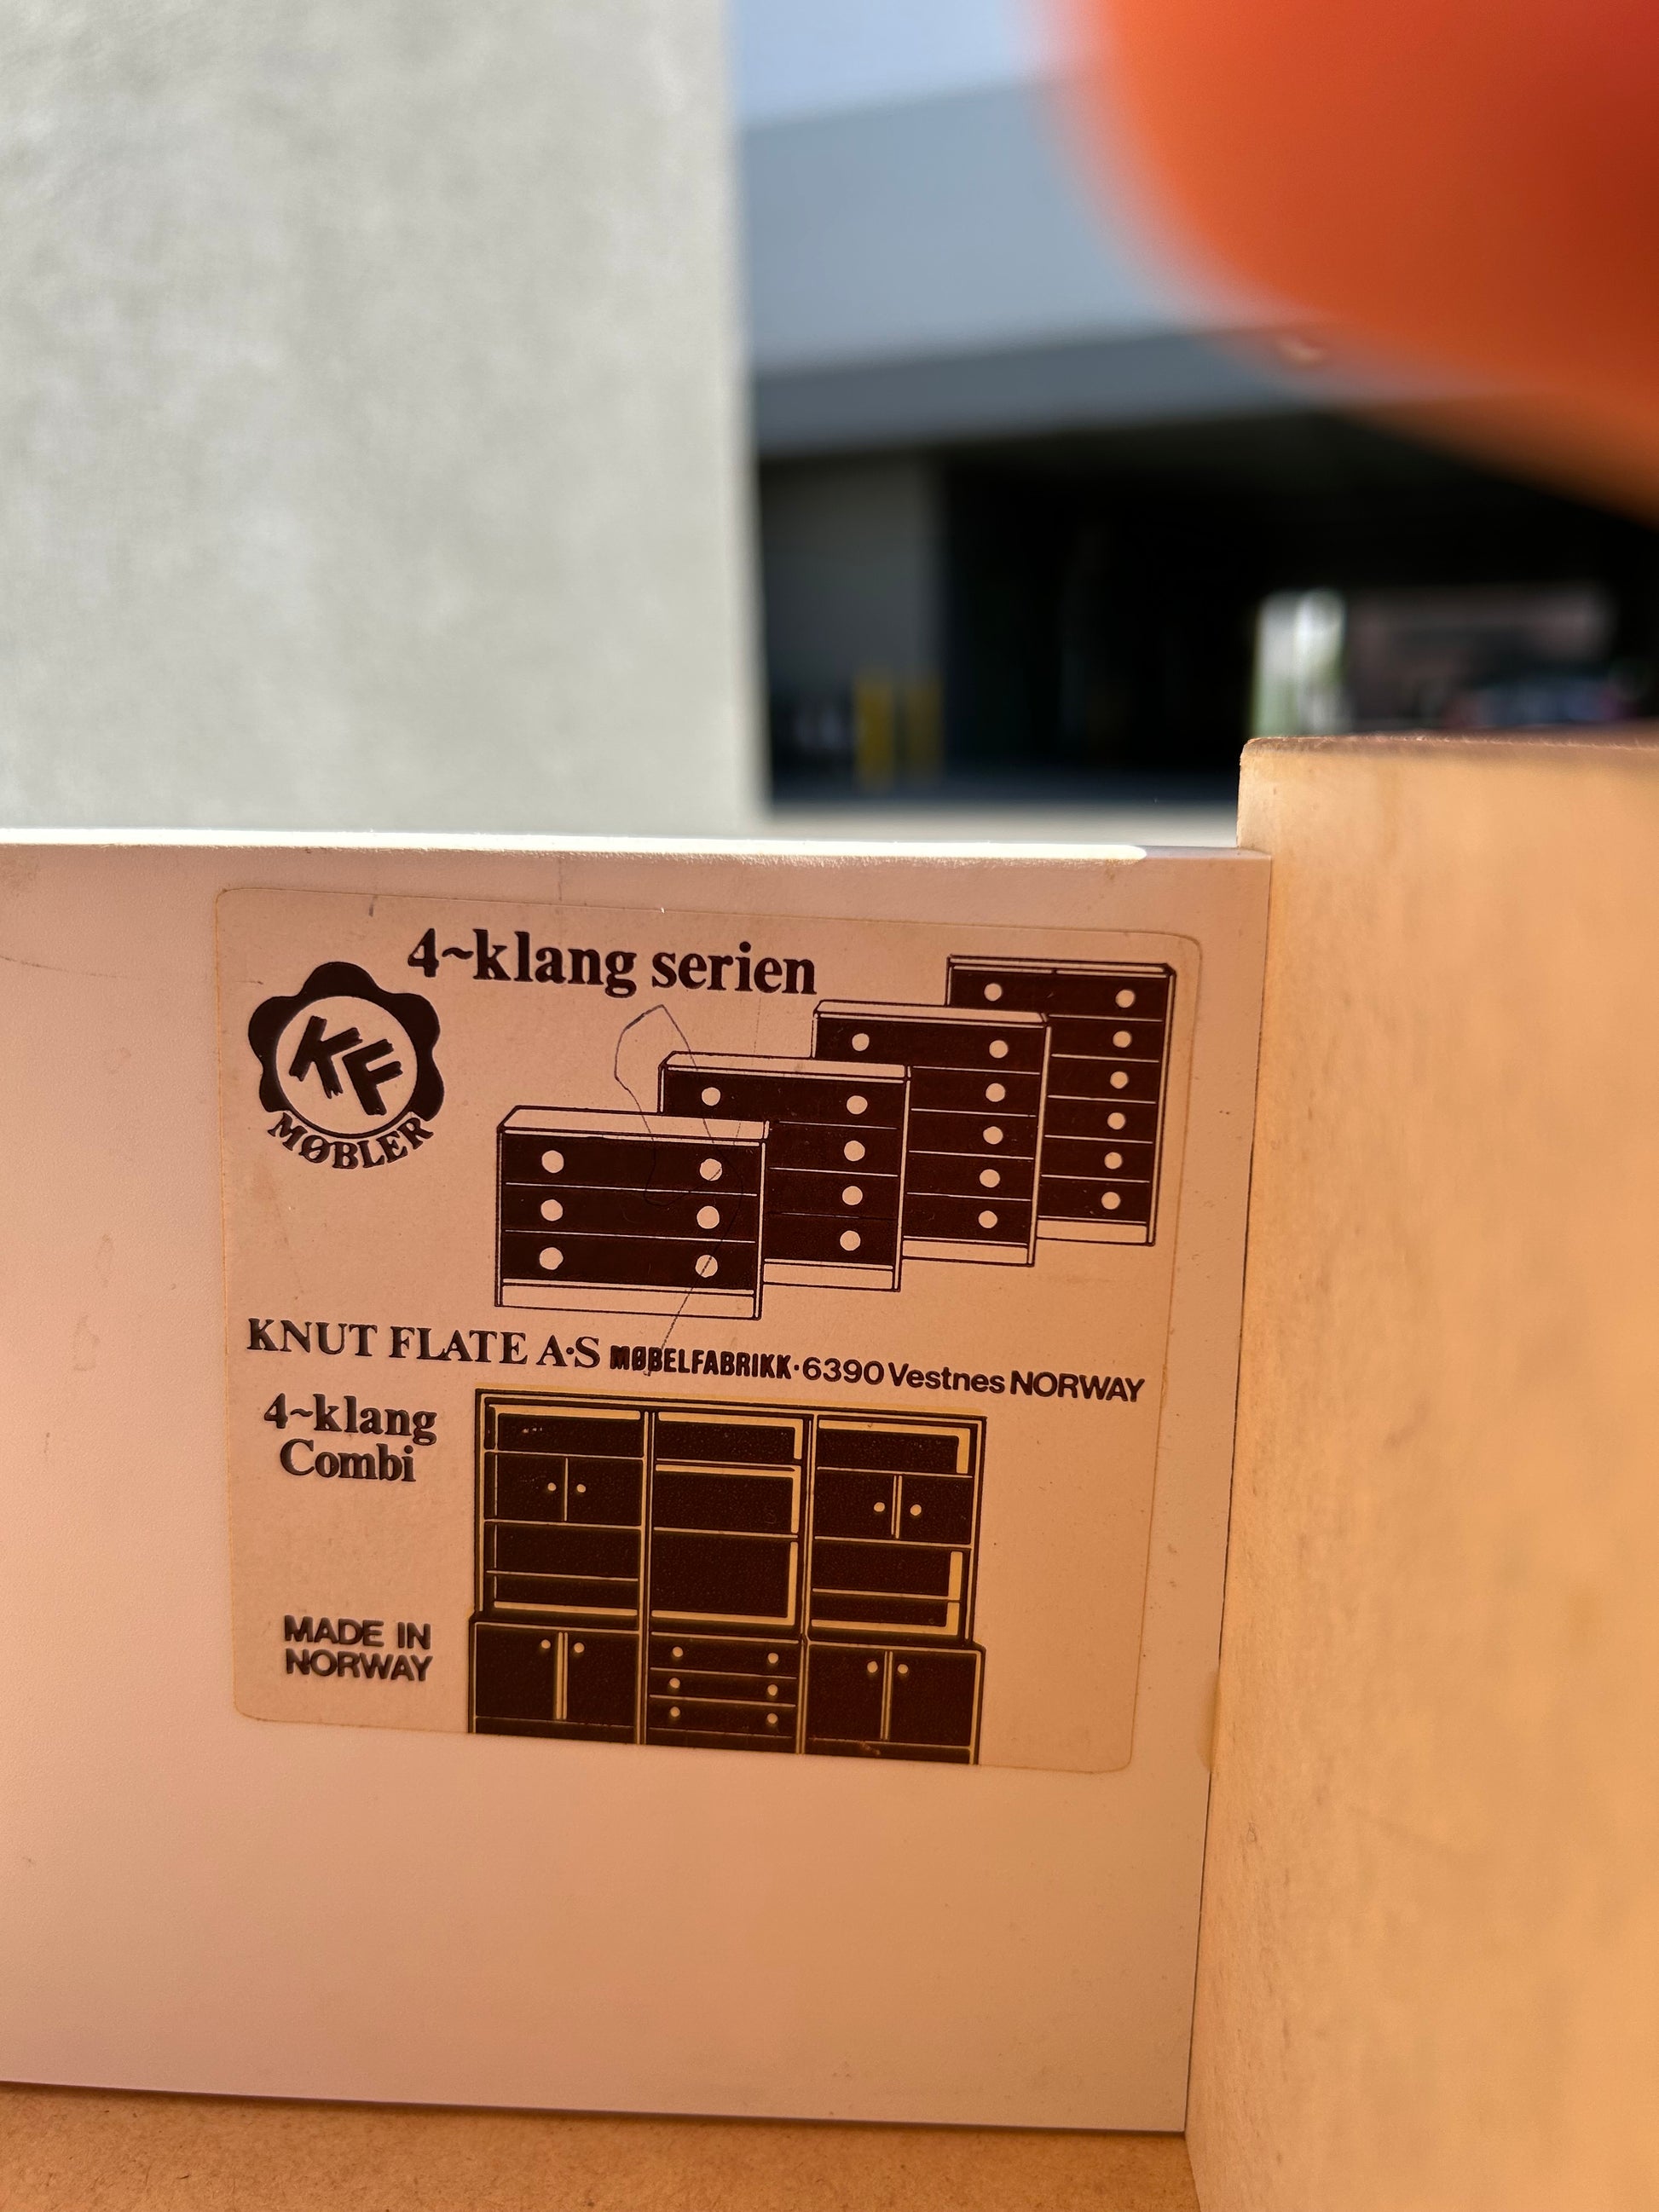 4~klang serien
KF
MØBLER
KNUT FLATE A·S MØBELFABRIKK·6390 Vestnes NORWAY
4~klang
Combi
MADE IN
NORWAY